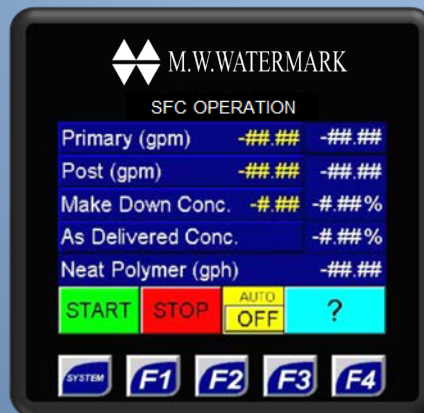 M.W.WATERMARK
SFC OPERATION
Primary (gpm) -##.## -##.##
Post (gpm) -##.## -##.##
Make Down Conc. -#.## -#.##%
As Delivered Conc. -#.##%
Neat Polymer (gph) -##.##
START STOP AUTO OFF ?
SYSTEM F1 F2 F3 F4